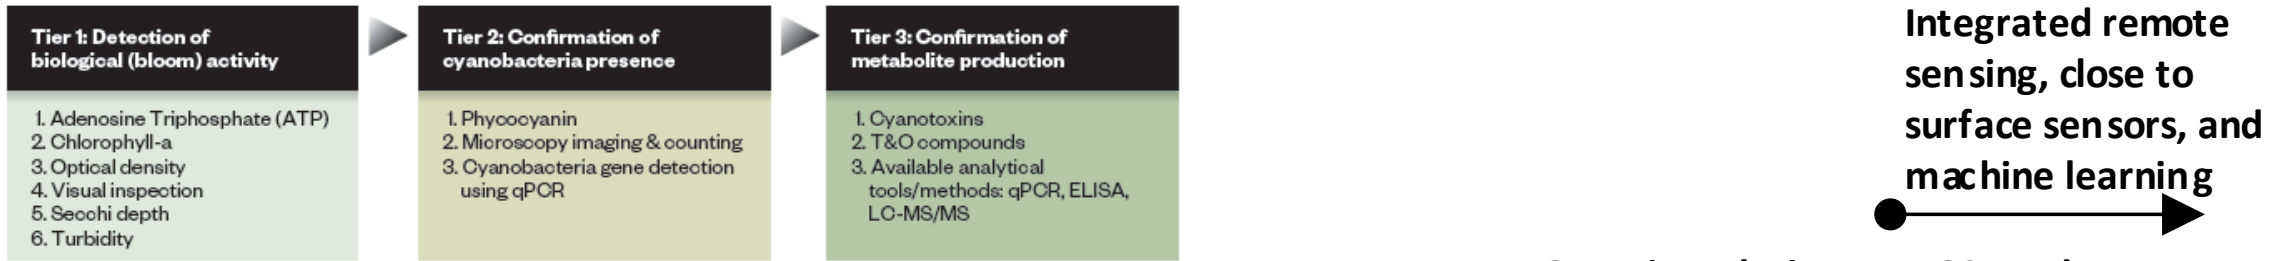 Tier 1: Detection of
biological (bloom) activity
1. Adenosine Triphosphate (ATP)
2. Chlorophyll-a
3. Optical density
4. Visual inspection
5. Secchi depth
6. Turbidity
Tier 2: Confirmation of
cyanobacteria presence
1. Phycocyanin
2. Microscopy imaging & counting
3. Cyanobacteria gene detection
using qPCR
Tier 3: Confirmation of
metabolite production
1. Cyanotoxins
2. T&O compounds
3. Available analytical
tools/methods: qPCR, ELISA,
LC-MS/MS
Integrated remote
sensing, close to
surface sensors, and
machine learning